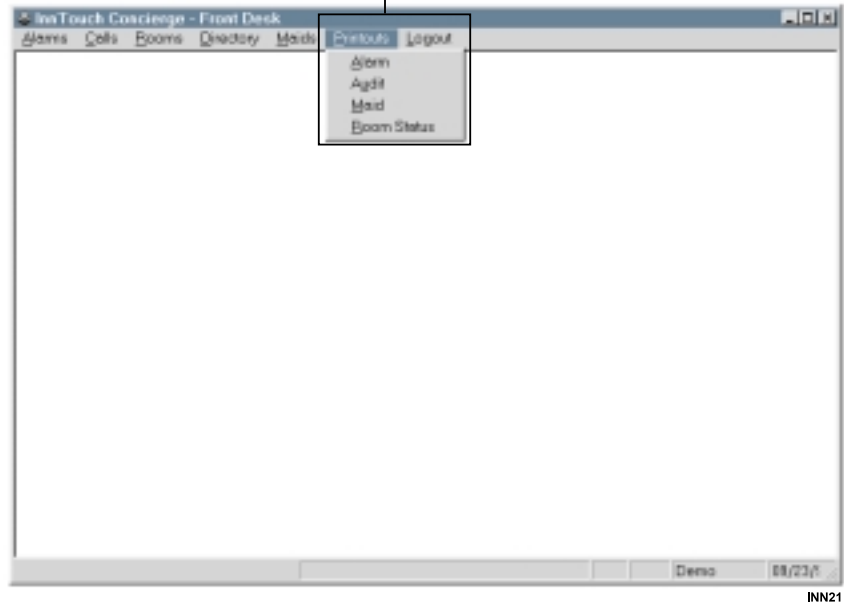 InnTouch Concierge - Front Desk
Alarms Calls Rooms Directory Maids Printouts Logout
Alarm
Audit
Maid
Room Status
Demo
INN21